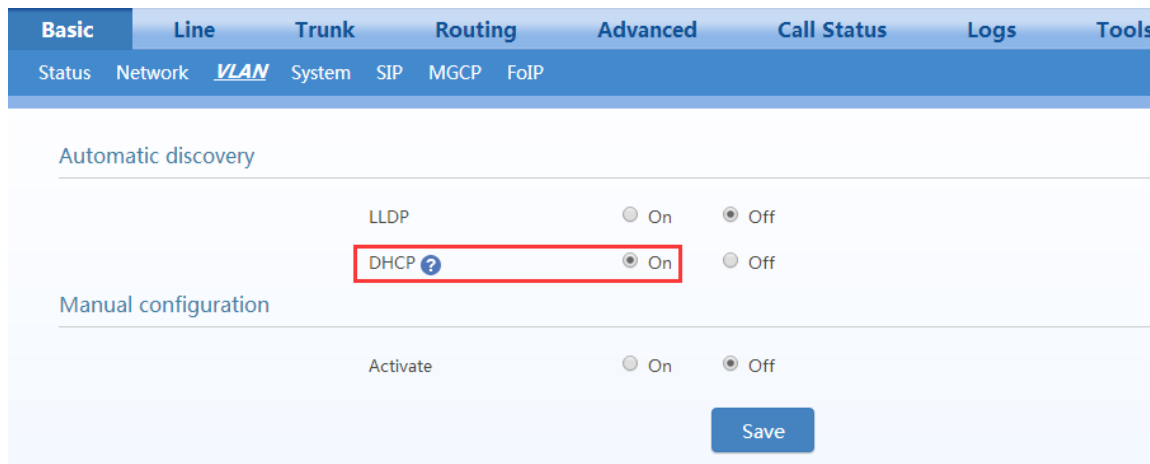 Basic Line Trunk Routing Advanced Call Status Logs Tools
Status Network VLAN System SIP MGCP FoIP
Automatic discovery
LLDP On Off
DHCP ? On Off
Manual configuration
Activate On Off
Save